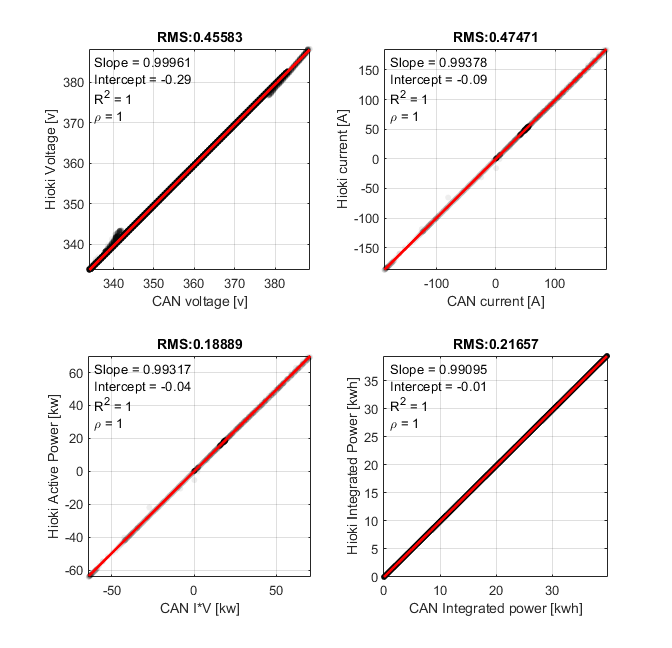 RMS:0.45583
Slope = 0.99961
Intercept = -0.29
R² = 1
ρ = 1
380
370
360
350
340
340 350 360 370 380
Hioki Voltage [v]
CAN voltage [v]
RMS:0.47471
Slope = 0.99378
Intercept = -0.09
R² = 1
ρ = 1
150
100
50
0
-50
-100
-150
-100 0 100
Hioki current [A]
CAN current [A]
RMS:0.18889
Slope = 0.99317
Intercept = -0.04
R² = 1
ρ = 1
60
40
20
0
-20
-40
-60
-50 0 50
Hioki Active Power [kw]
CAN I*V [kw]
RMS:0.21657
Slope = 0.99095
Intercept = -0.01
R² = 1
ρ = 1
35
30
25
20
15
10
5
0
0 10 20 30
Hioki Integrated Power [kwh]
CAN Integrated power [kwh]